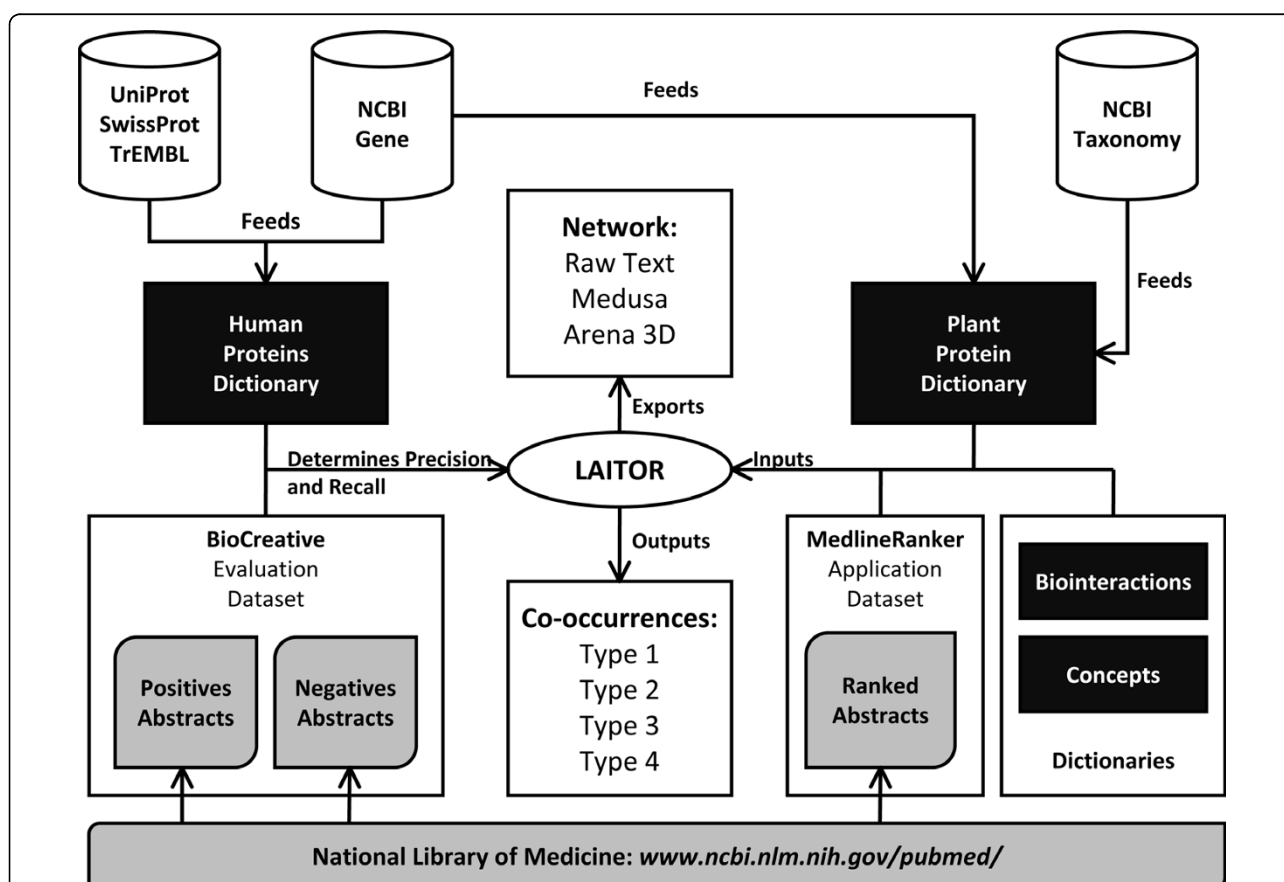 UniProt
SwissProt
TrEMBL
NCBI
Gene
Feeds
NCBI
Taxonomy
Feeds
Network:
Raw Text
Medusa
Arena 3D
Feeds
Human
Proteins
Dictionary
Plant
Protein
Dictionary
Exports
Determines Precision
and Recall
LAITOR
Inputs
BioCreative
Evaluation
Dataset
Positives
Abstracts
Negatives
Abstracts
Outputs
Co-occurrences:
Type 1
Type 2
Type 3
Type 4
MedlineRanker
Application
Dataset
Ranked
Abstracts
Biointeractions
Concepts
Dictionaries
National Library of Medicine: www.ncbi.nlm.nih.gov/pubmed/